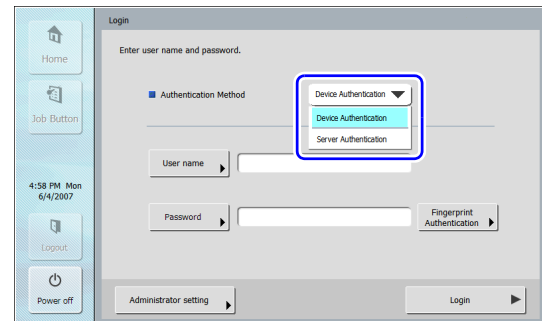 Login
Home
Job Button
4:58 PM Mon
6/4/2007
Logout
Power off
Enter user name and password.
Authentication Method
Device Authentication
Device Authentication
Server Authentication
User name
Password
Fingerprint
Authentication
Administrator setting
Login